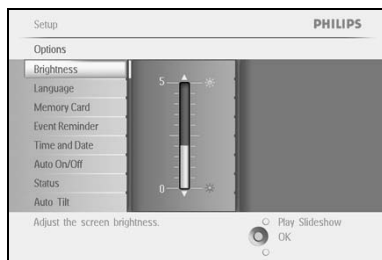 Setup PHILIPS
Options
Brightness
Language
Memory Card
Event Reminder
Time and Date
Auto On/Off
Status
Auto Tilt
5
0
Adjust the screen brightness.
Play Slideshow
OK